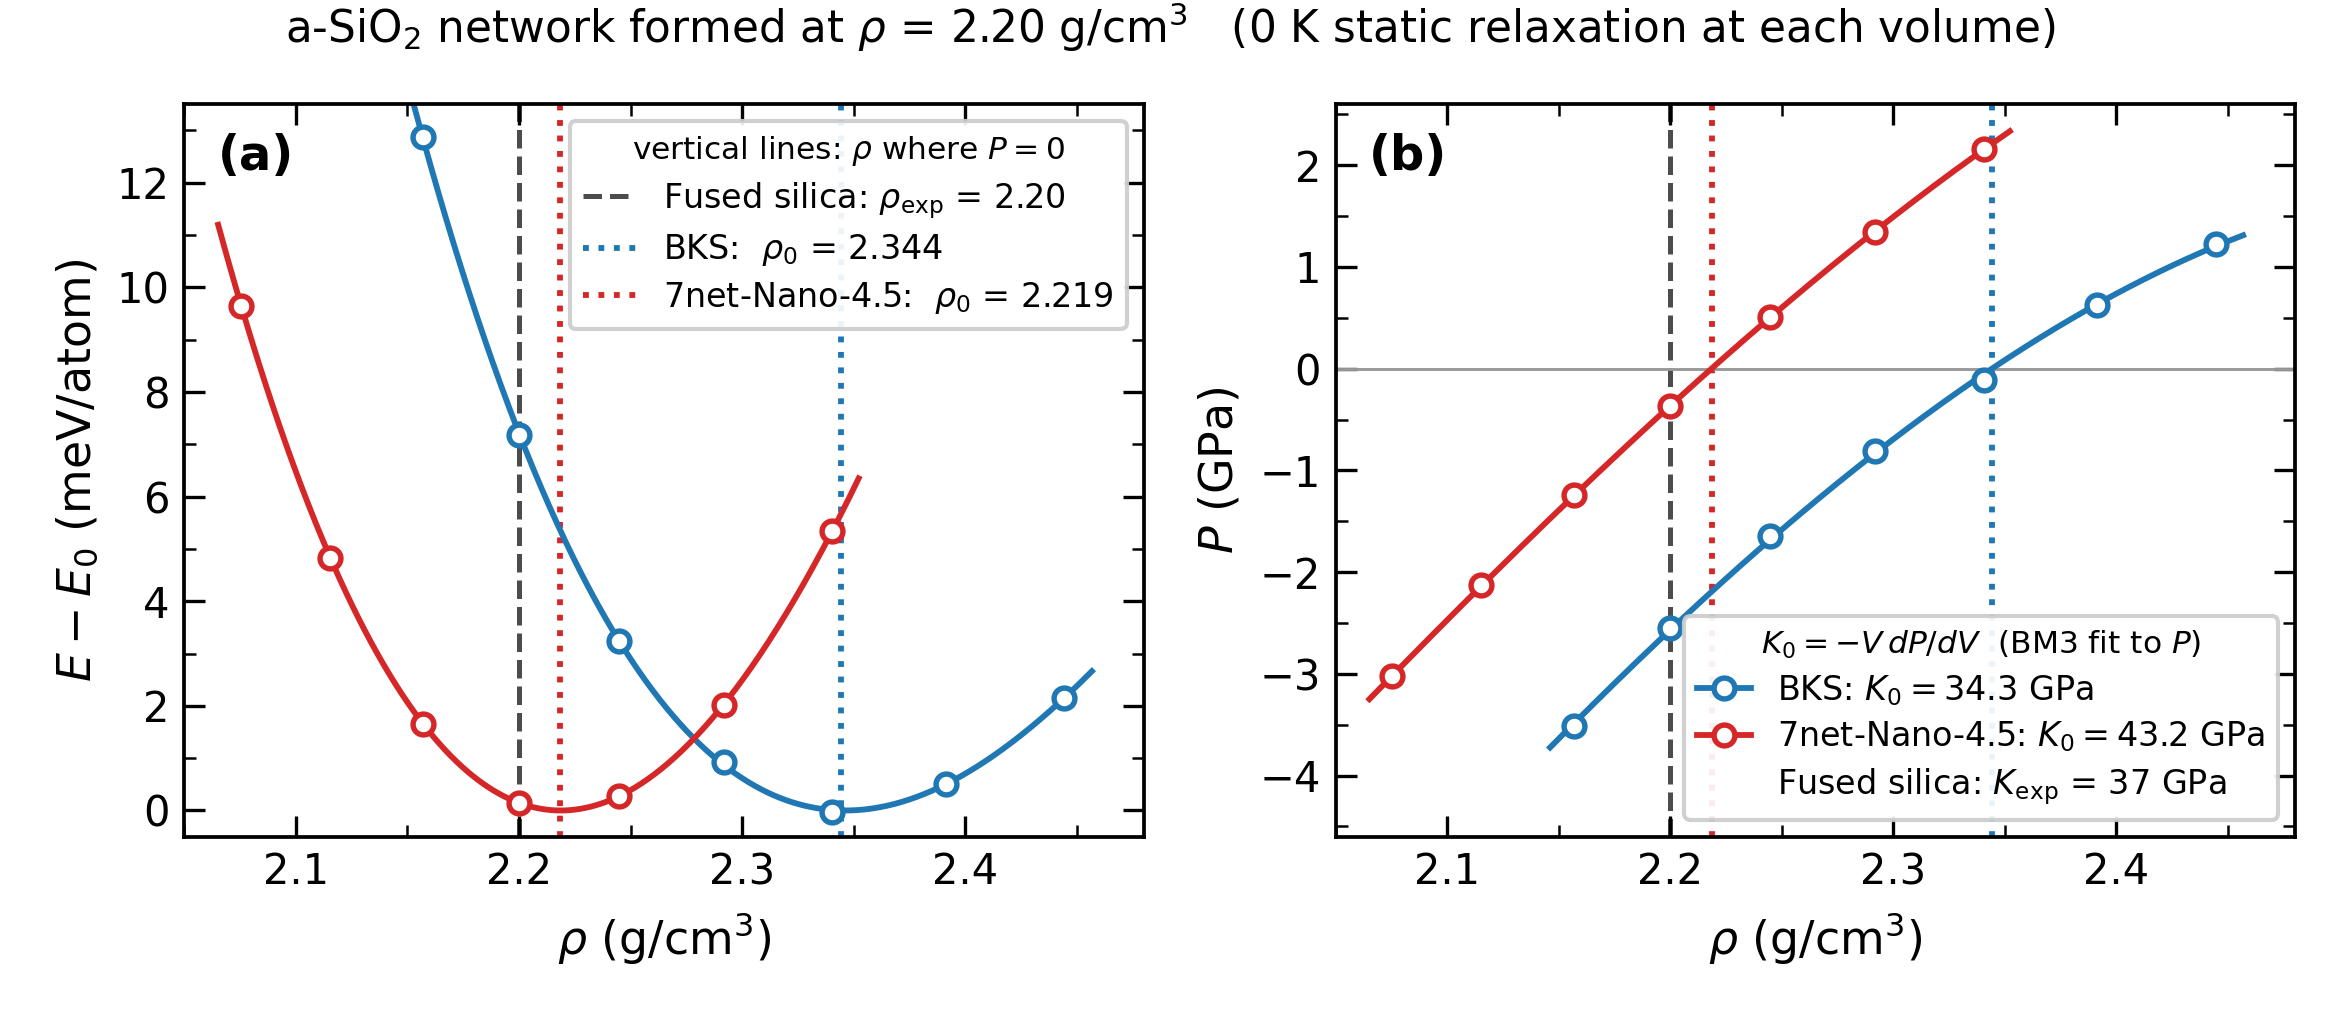 a-SiO₂ network formed at ρ = 2.20 g/cm³ (0 K static relaxation at each volume)
(a)
vertical lines: ρ where P = 0
Fused silica: ρexp = 2.20
BKS: ρ₀ = 2.344
7net-Nano-4.5: ρ₀ = 2.219
E − E₀ (meV/atom)
12
10
8
6
4
2
0
2.1 2.2 2.3 2.4
ρ (g/cm³)
(b)
P (GPa)
2
1
0
−1
−2
−3
−4
K₀ = −V dP/dV (BM3 fit to P)
BKS: K₀ = 34.3 GPa
7net-Nano-4.5: K₀ = 43.2 GPa
Fused silica: Kexp = 37 GPa
2.1 2.2 2.3 2.4
ρ (g/cm³)